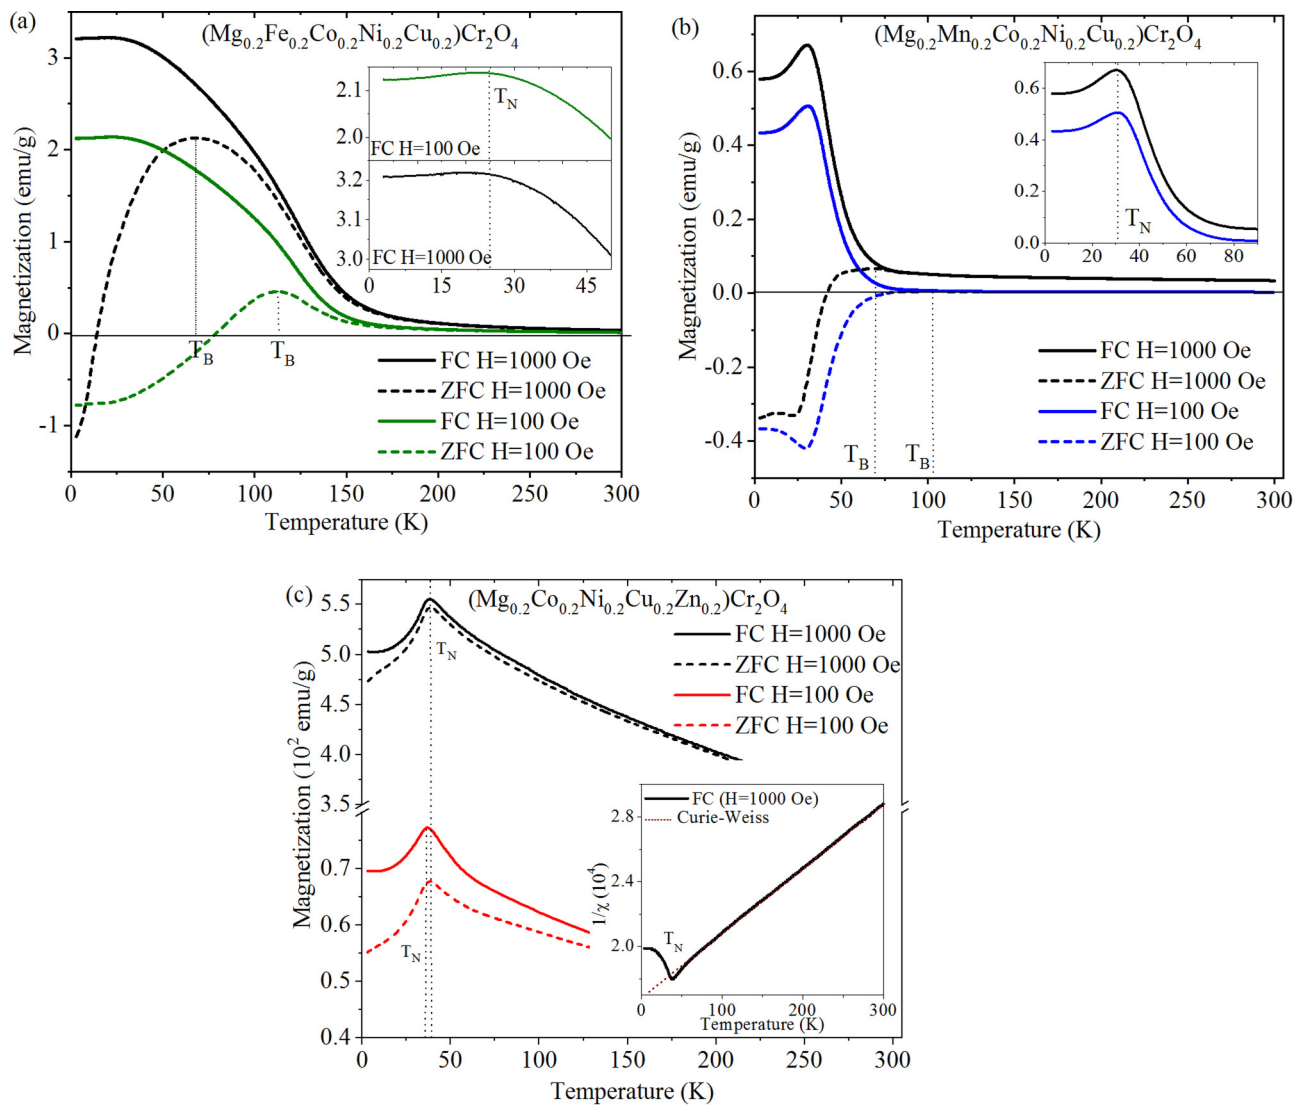 (a)
(Mg0.2Fe0.2Co0.2Ni0.2Cu0.2)Cr2O4
Magnetization (emu/g)
3
2
1
0
-1
2.1
2.0
TN
FC H=100 Oe
3.2
3.1
3.0
FC H=1000 Oe
0 15 30 45
TB
TB
FC H=1000 Oe
ZFC H=1000 Oe
FC H=100 Oe
ZFC H=100 Oe
0 50 100 150 200 250 300
Temperature (K)
(b)
(Mg0.2Mn0.2Co0.2Ni0.2Cu0.2)Cr2O4
Magnetization (emu/g)
0.6
0.4
0.2
0.0
-0.2
-0.4
0.6
0.4
0.2
0.0
TN
0 20 40 60 80
FC H=1000 Oe
ZFC H=1000 Oe
FC H=100 Oe
ZFC H=100 Oe
TB
TB
0 50 100 150 200 250 300
Temperature (K)
(c)
(Mg0.2Co0.2Ni0.2Cu0.2Zn0.2)Cr2O4
Magnetization (10² emu/g)
5.5
5.0
4.5
4.0
3.5
0.7
0.6
0.5
0.4
TN
TN
FC H=1000 Oe
ZFC H=1000 Oe
FC H=100 Oe
ZFC H=100 Oe
FC (H=1000 Oe)
Curie-Weiss
1/χ (10⁴)
2.8
2.4
2.0
TN
0 100 200 300
Temperature (K)
0 50 100 150 200 250 300
Temperature (K)